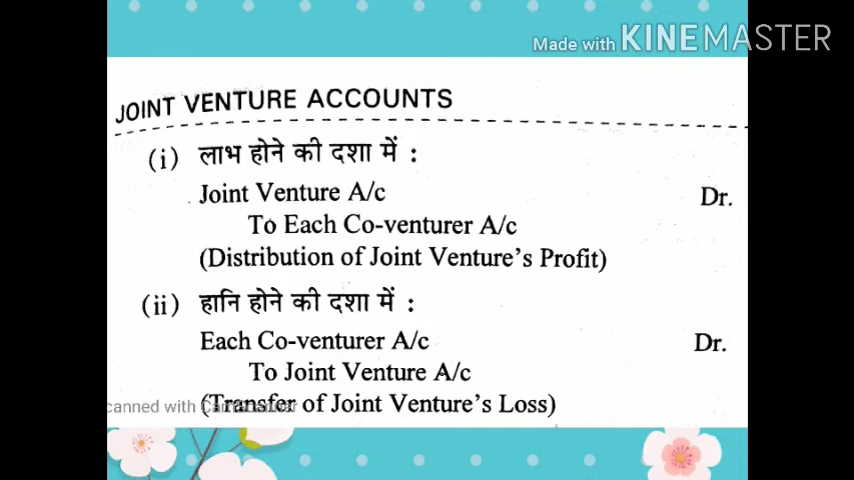 Made with KINEMASTER
JOINT VENTURE ACCOUNTS
(i) लाभ होने की दशा में :
Joint Venture A/c Dr.
To Each Co-venturer A/c
(Distribution of Joint Venture's Profit)
(ii) हानि होने की दशा में :
Each Co-venturer A/c Dr.
To Joint Venture A/c
canned with CamScanner
(Transfer of Joint Venture's Loss)